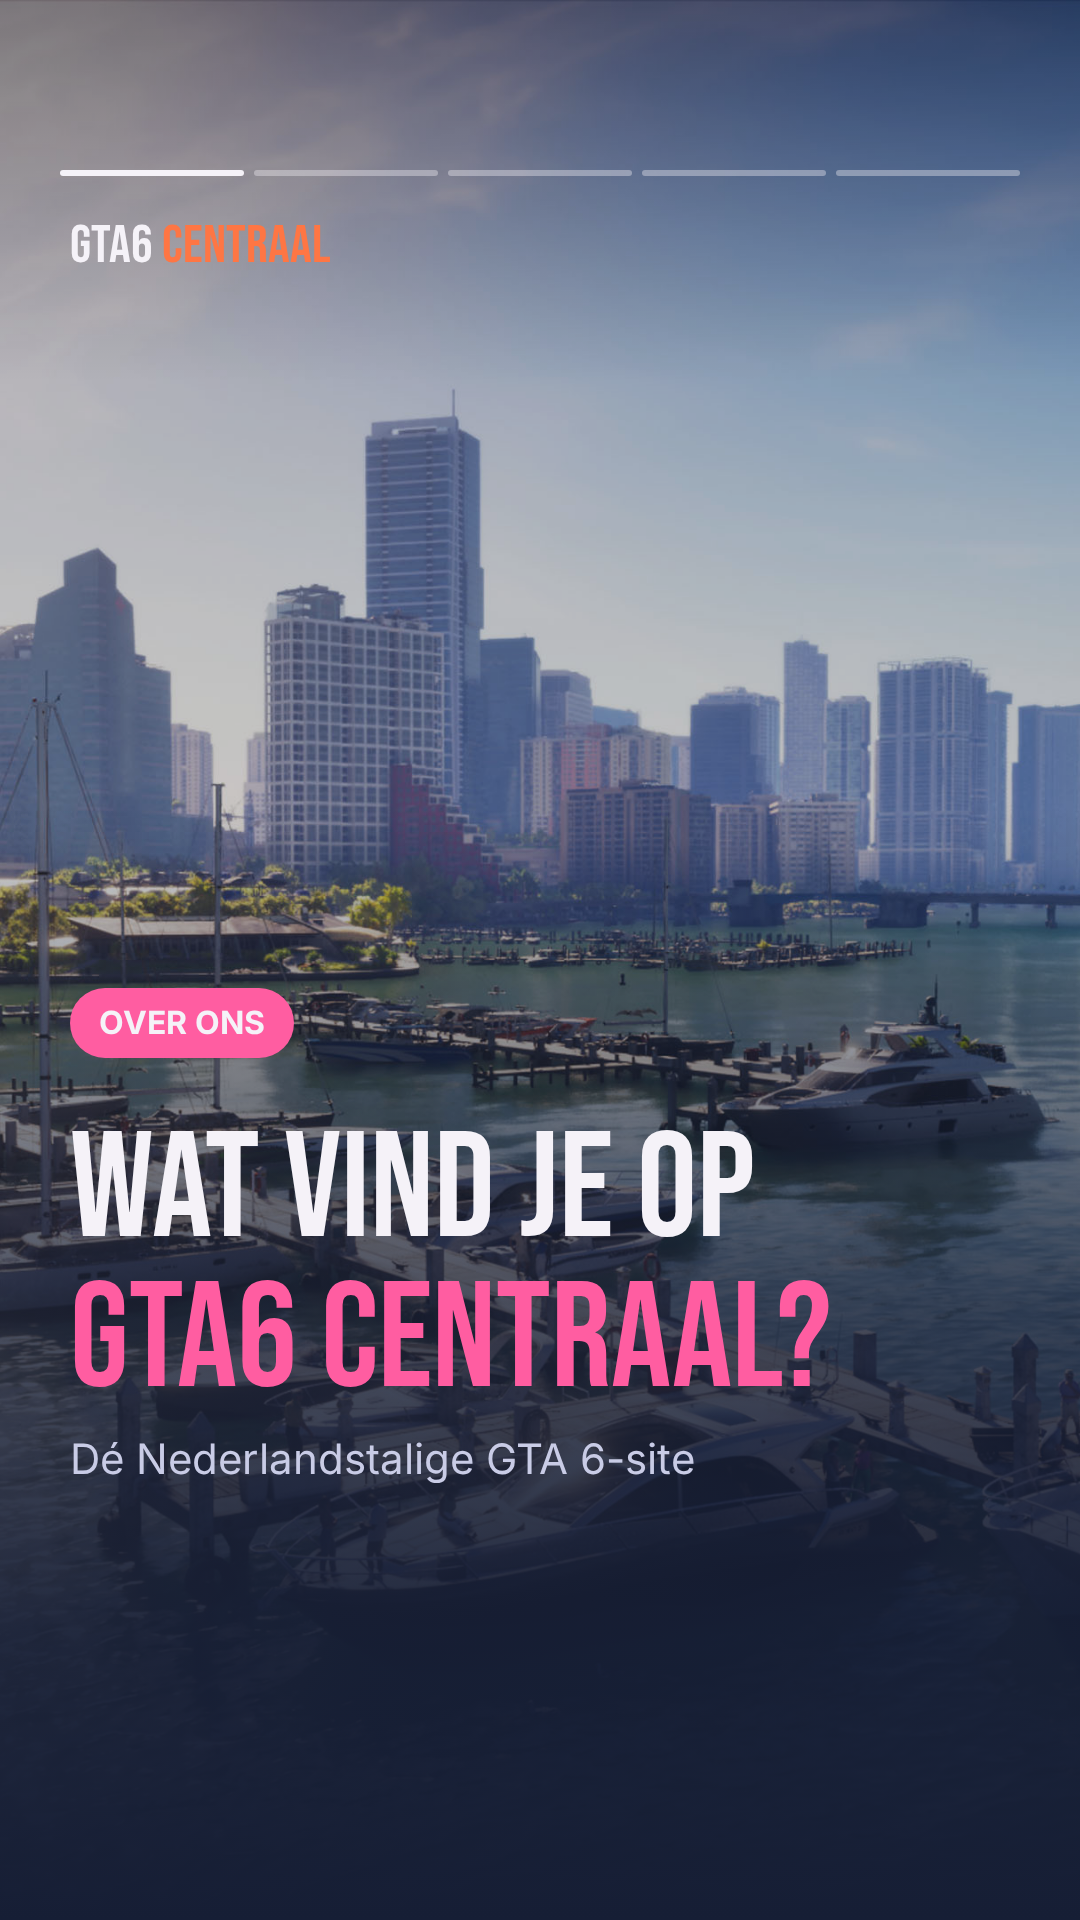 GTA6 CENTRAAL
OVER ONS
WAT VIND JE OP
GTA6 CENTRAAL?
Dé Nederlandstalige GTA 6-site